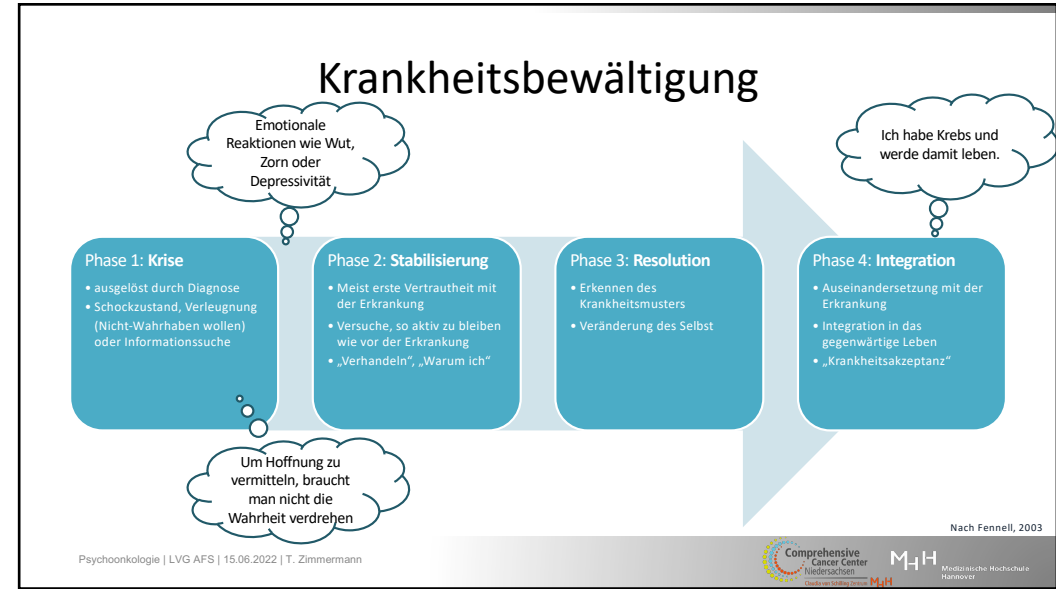 Krankheitsbewältigung
Emotionale
Reaktionen wie Wut,
Zorn oder
Depressivität
Ich habe Krebs und
werde damit leben.
Phase 1: Krise
• ausgelöst durch Diagnose
• Schockzustand, Verleugnung
(Nicht-Wahrhaben wollen)
oder Informationssuche
Phase 2: Stabilisierung
• Meist erste Vertrautheit mit
der Erkrankung
• Versuche, so aktiv zu bleiben
wie vor der Erkrankung
• „Verhandeln“, „Warum ich“
Phase 3: Resolution
• Erkennen des
Krankheitsmusters
• Veränderung des Selbst
Phase 4: Integration
• Auseinandersetzung mit der
Erkrankung
• Integration in das
gegenwärtige Leben
• „Krankheitsakzeptanz“
Um Hoffnung zu
vermitteln, braucht
man nicht die
Wahrheit verdrehen
Nach Fennell, 2003
Psychoonkologie | LVG AFS | 15.06.2022 | T. Zimmermann
Comprehensive
Cancer Center
Niedersachsen
Claudia von Schilling Zentrum MHH
MHH
Medizinische Hochschule
Hannover